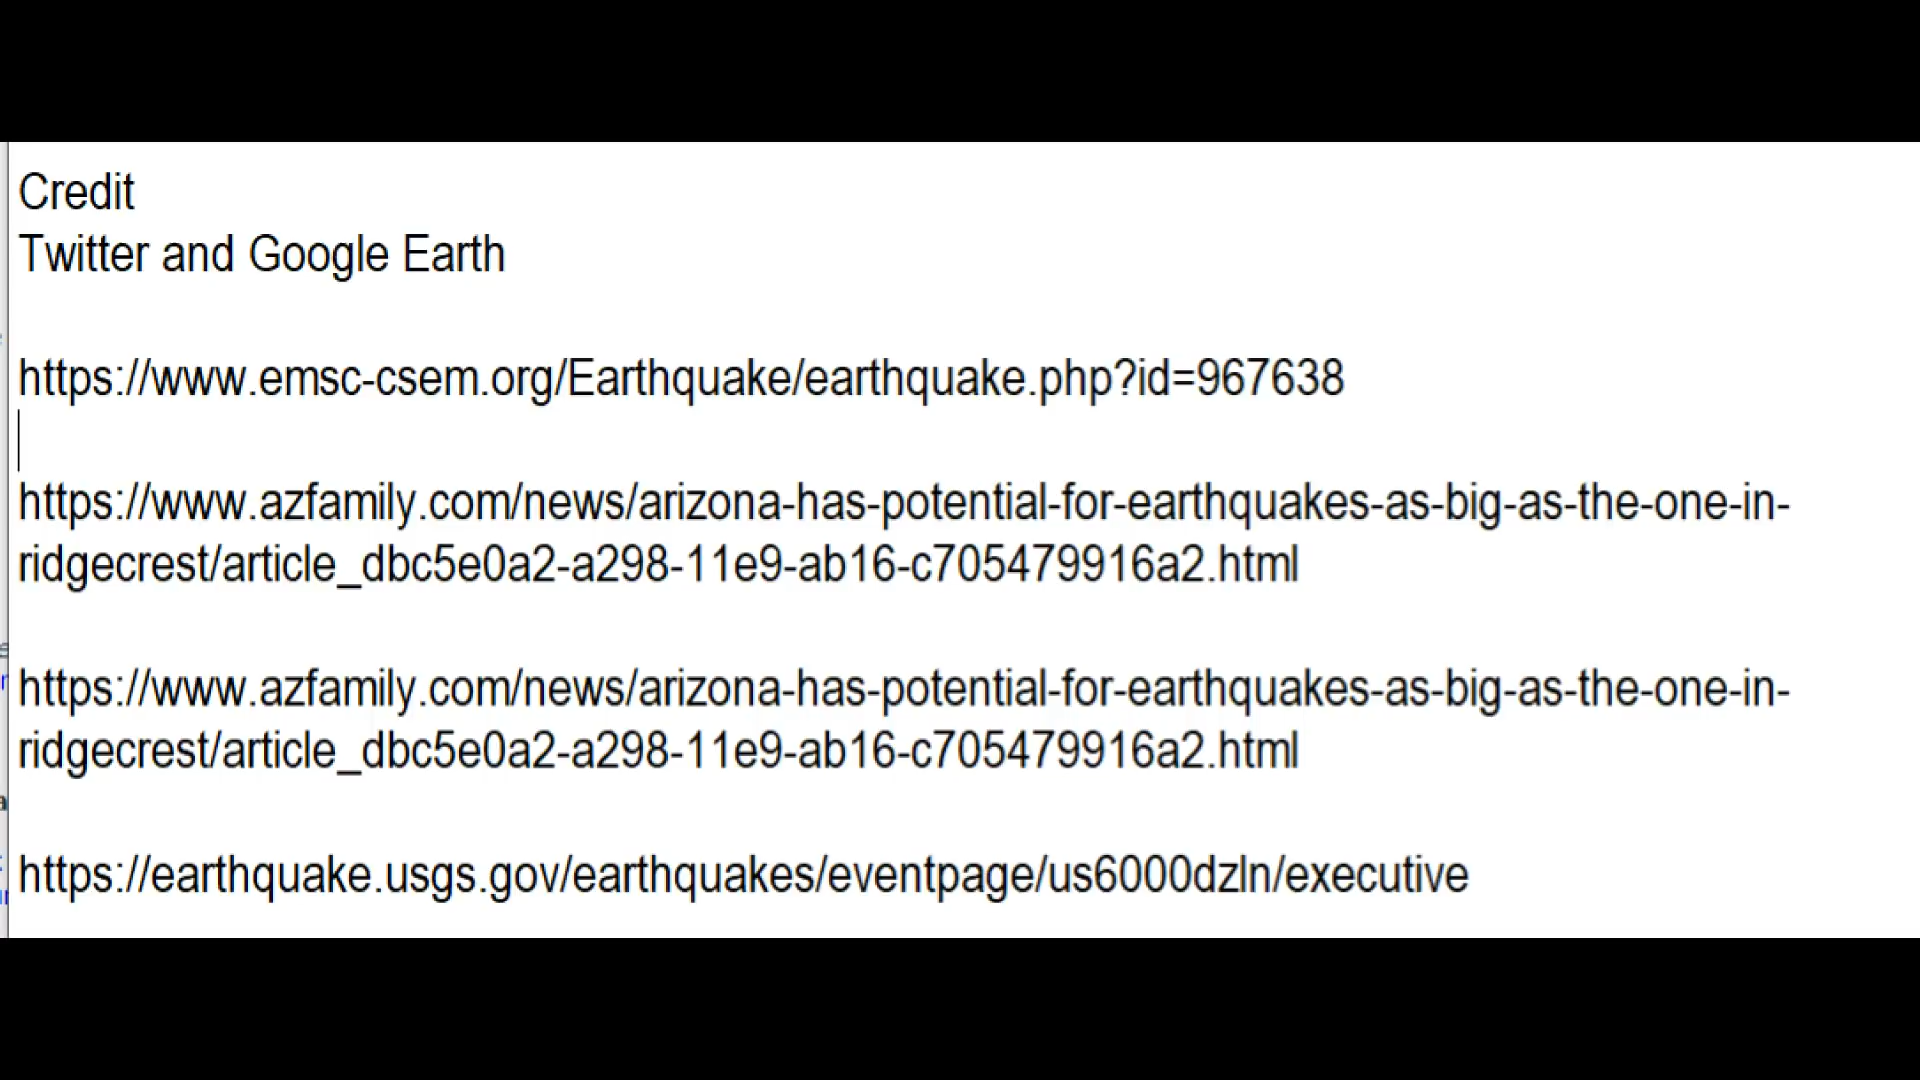 Credit
Twitter and Google Earth
https://www.emsc-csem.org/Earthquake/earthquake.php?id=967638
https://www.azfamily.com/news/arizona-has-potential-for-earthquakes-as-big-as-the-one-in-
ridgecrest/article_dbc5e0a2-a298-11e9-ab16-c705479916a2.html
https://www.azfamily.com/news/arizona-has-potential-for-earthquakes-as-big-as-the-one-in-
ridgecrest/article_dbc5e0a2-a298-11e9-ab16-c705479916a2.html
https://earthquake.usgs.gov/earthquakes/eventpage/us6000dzln/executive